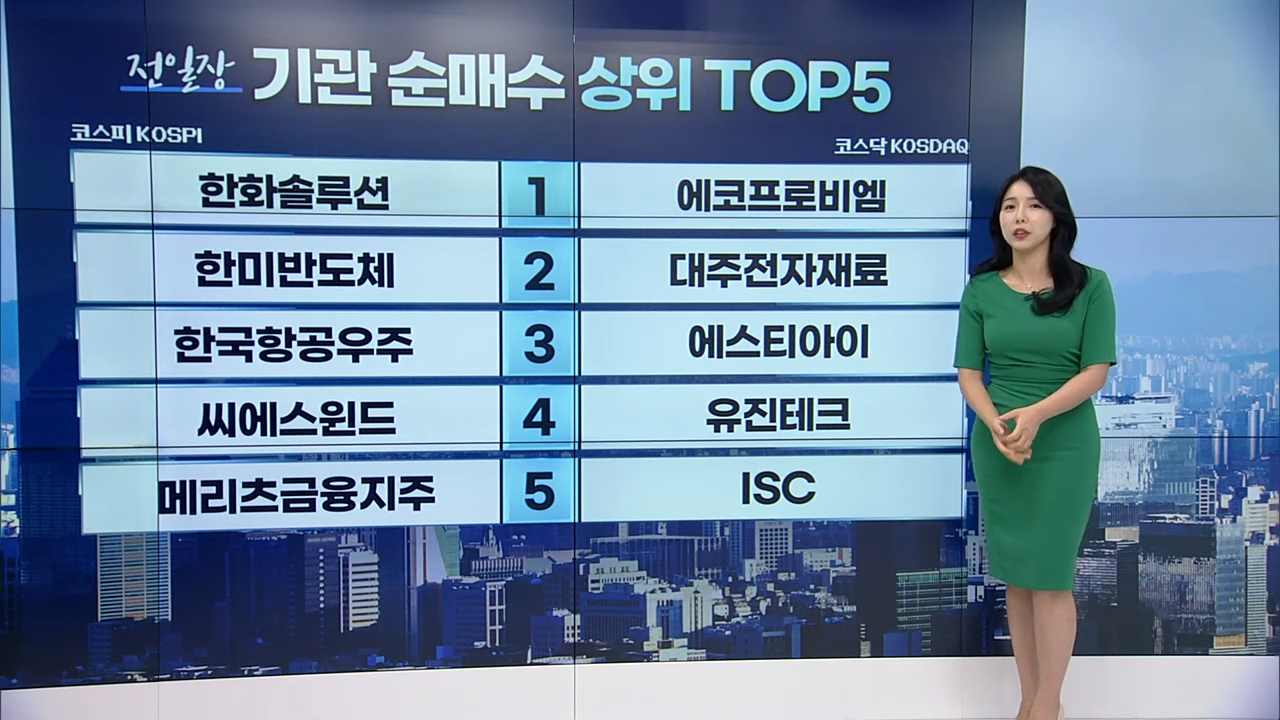 전일장 기관 순매수 상위 TOP5
코스피 KOSPI 코스닥 KOSDAQ
한화솔루션 1 에코프로비엠
한미반도체 2 대주전자재료
한국항공우주 3 에스티아이
씨에스윈드 4 유진테크
메리츠금융지주 5 ISC